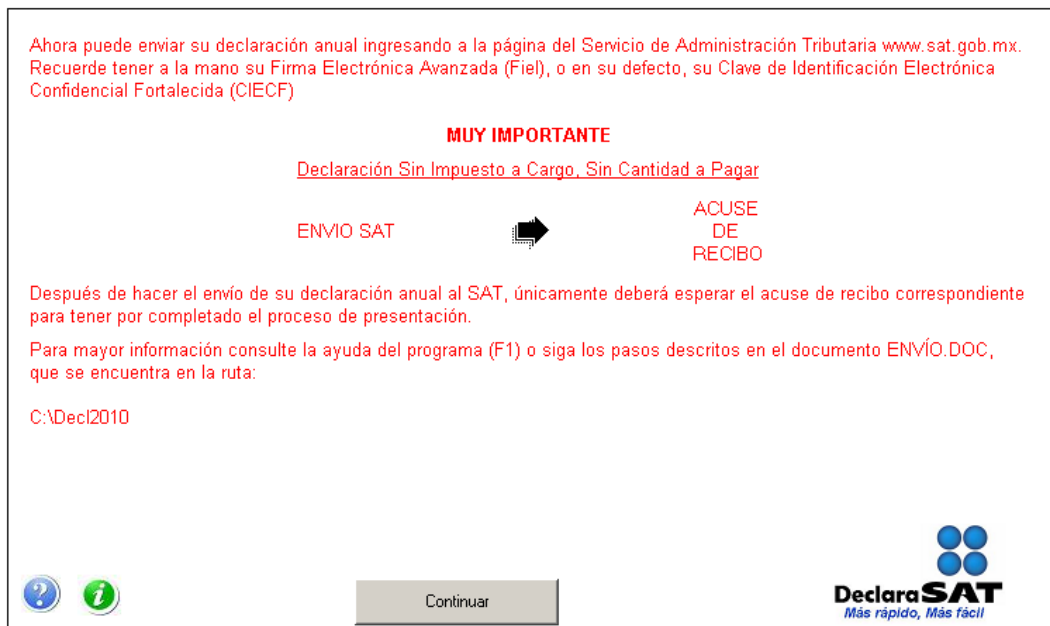 Ahora puede enviar su declaración anual ingresando a la página del Servicio de Administración Tributaria www.sat.gob.mx.
Recuerde tener a la mano su Firma Electrónica Avanzada (Fiel), o en su defecto, su Clave de Identificación Electrónica
Confidencial Fortalecida (CIECF)
MUY IMPORTANTE
Declaración Sin Impuesto a Cargo, Sin Cantidad a Pagar
ENVIO SAT
ACUSE
DE
RECIBO
Después de hacer el envío de su declaración anual al SAT, únicamente deberá esperar el acuse de recibo correspondiente
para tener por completado el proceso de presentación.
Para mayor información consulte la ayuda del programa (F1) o siga los pasos descritos en el documento ENVÍO.DOC,
que se encuentra en la ruta:
C:\Decl2010
Continuar
DeclaraSAT
Más rápido, Más fácil